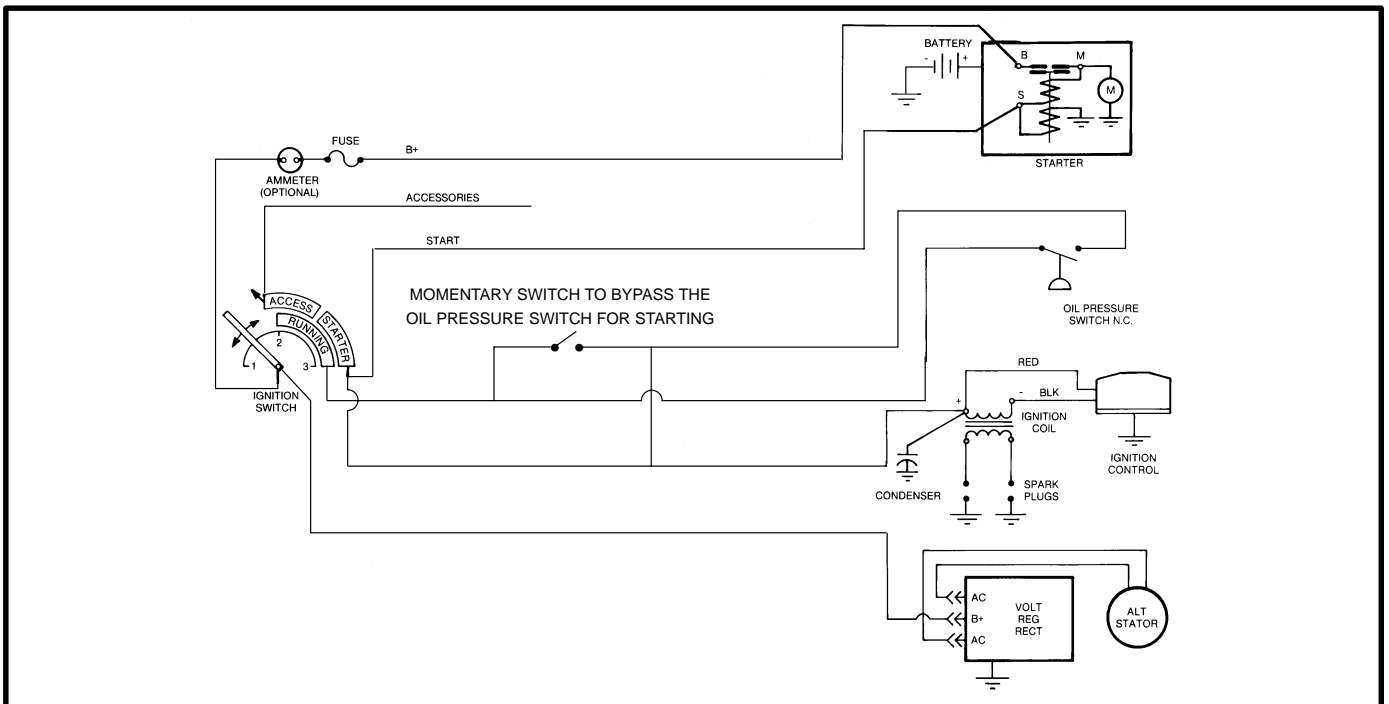 BATTERY
- +
B
M
M
S
STARTER
FUSE
B+
AMMETER
(OPTIONAL)
ACCESSORIES
START
MOMENTARY SWITCH TO BYPASS THE
OIL PRESSURE SWITCH FOR STARTING
OIL PRESSURE
SWITCH N.C.
ACCESS
RUNNING
STARTER
1
2
3
IGNITION
SWITCH
RED
BLK
+
-
IGNITION
COIL
IGNITION
CONTROL
CONDENSER
SPARK
PLUGS
AC
B+
AC
VOLT
REG
RECT
ALT
STATOR